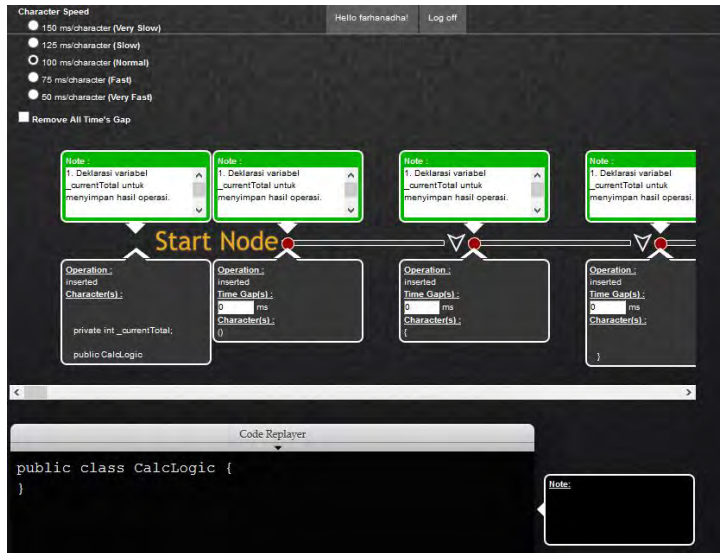 Character Speed
Hello farhanadha!
Log off
150 ms/character (Very Slow)
125 ms/character (Slow)
100 ms/character (Normal)
75 ms/character (Fast)
50 ms/character (Very Fast)
Remove All Time's Gap
Note :
1. Deklarasi variabel
_currentTotal untuk
menyimpan hasil operasi.
Note :
1. Deklarasi variabel
_currentTotal untuk
menyimpan hasil operasi.
Note :
1. Deklarasi variabel
_currentTotal untuk
menyimpan hasil operasi.
Note :
1. Deklarasi variabel
_currentTotal untuk
menyimpan hasil operasi.
Start Node
Operation :
inserted
Character(s) :
private int _currentTotal;
public CalcLogic
Operation :
inserted
Time Gap(s) :
0 ms
Character(s) :
()
Operation :
inserted
Time Gap(s) :
0 ms
Character(s) :
{
Operation :
inserted
Time Gap(s) :
0 ms
Character(s) :
}
Code Replayer
public class CalcLogic {
}
Note: